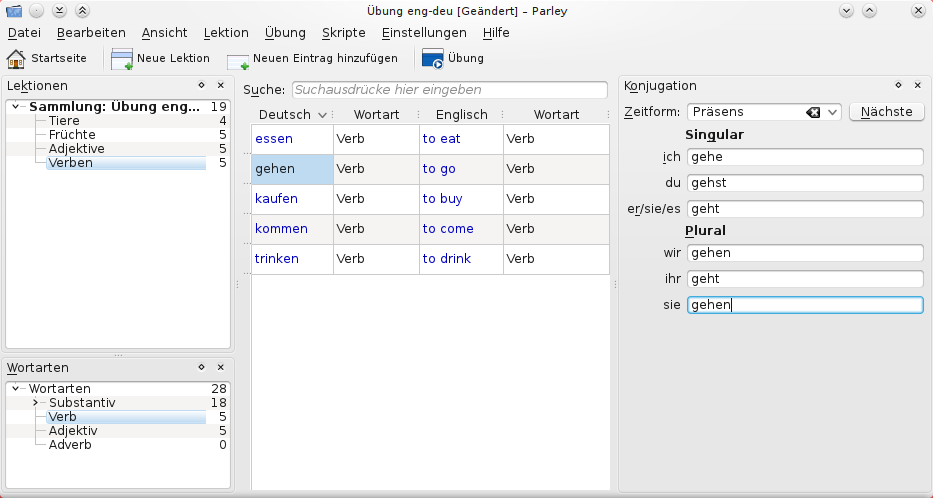 Übung eng-deu [Geändert] – Parley
Datei Bearbeiten Ansicht Lektion Übung Skripte Einstellungen Hilfe
Startseite Neue Lektion Neuen Eintrag hinzufügen Übung
Lektionen
Sammlung: Übung eng... 19
Tiere 4
Früchte 5
Adjektive 5
Verben 5
Wortarten
Wortarten 28
Substantiv 18
Verb 5
Adjektiv 5
Adverb 0
Suche: Suchausdrücke hier eingeben
Deutsch Wortart Englisch Wortart
essen Verb to eat Verb
gehen Verb to go Verb
kaufen Verb to buy Verb
kommen Verb to come Verb
trinken Verb to drink Verb
Konjugation
Zeitform: Präsens Nächste
Singular
ich gehe
du gehst
er/sie/es geht
Plural
wir gehen
ihr geht
sie gehen